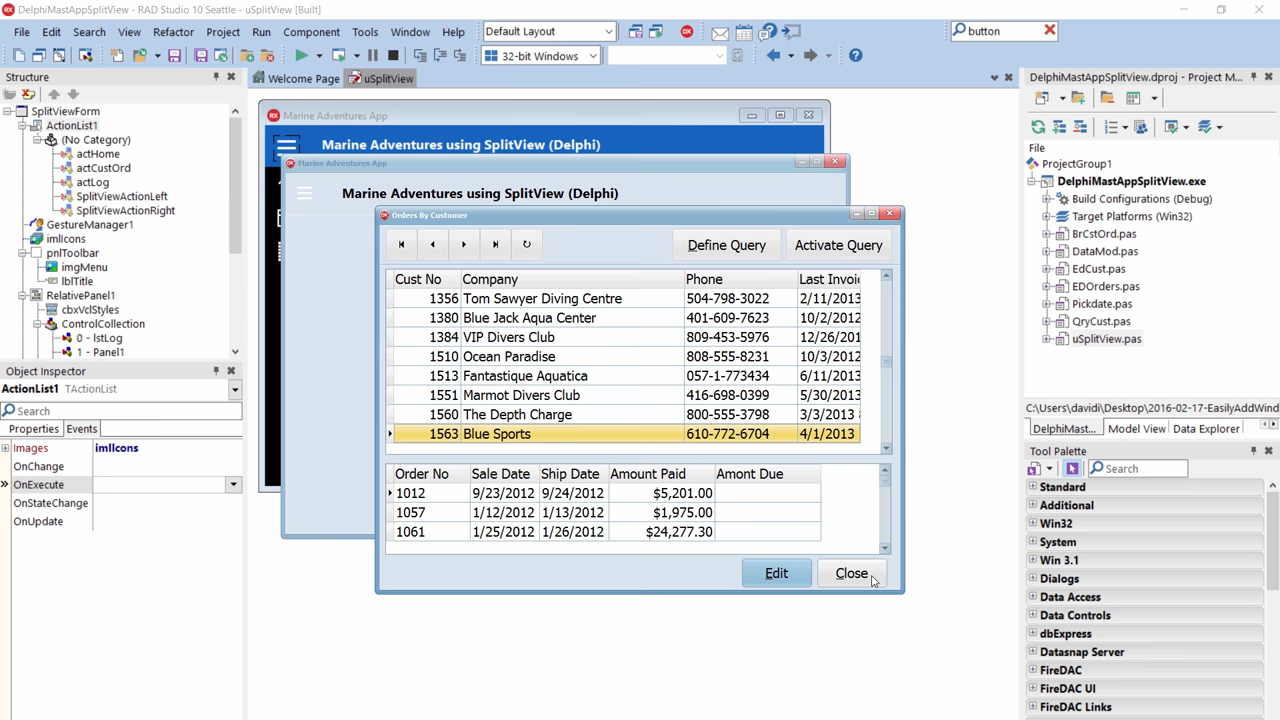 DelphiMastAppSplitView - RAD Studio 10 Seattle - uSplitView [Built]
File Edit Search View Refactor Project Run Component Tools Window Help Default Layout button
32-bit Windows
Structure
Welcome Page uSplitView
SplitViewForm
ActionList1
(No Category)
actHome
actCustOrd
actLog
SplitViewActionLeft
SplitViewActionRight
GestureManager1
imlIcons
pnlToolbar
imgMenu
lblTitle
RelativePanel1
cbxVclStyles
ControlCollection
0 - lstLog
1 - Panel1
Object Inspector
ActionList1 TActionList
Search
Properties Events
Images imlIcons
OnChange
OnExecute
OnStateChange
OnUpdate
Marine Adventures App
Marine Adventures using SplitView (Delphi)
Marine Adventures App
Marine Adventures using SplitView (Delphi)
Orders By Customer
Define Query Activate Query
Cust No Company Phone Last Invoic
1356 Tom Sawyer Diving Centre 504-798-3022 2/11/2013
1380 Blue Jack Aqua Center 401-609-7623 10/2/2012
1384 VIP Divers Club 809-453-5976 12/26/201
1510 Ocean Paradise 808-555-8231 10/3/2012
1513 Fantastique Aquatica 057-1-773434 6/11/2013
1551 Marmot Divers Club 416-698-0399 5/30/2013
1560 The Depth Charge 800-555-3798 3/3/2013
1563 Blue Sports 610-772-6704 4/1/2013
Order No Sale Date Ship Date Amount Paid Amont Due
1012 9/23/2012 9/24/2012 $5,201.00
1057 1/12/2012 1/13/2012 $1,975.00
1061 1/25/2012 1/26/2012 $24,277.30
Edit Close
DelphiMastAppSplitView.dproj - Project M...
File
ProjectGroup1
DelphiMastAppSplitView.exe
Build Configurations (Debug)
Target Platforms (Win32)
BrCstOrd.pas
DataMod.pas
EdCust.pas
EDOrders.pas
Pickdate.pas
QryCust.pas
uSplitView.pas
C:\Users\davidi\Desktop\2016-02-17-EasilyAddWind
DelphiMast... Model View Data Explorer
Tool Palette
Search
Standard
Additional
Win32
System
Win 3.1
Dialogs
Data Access
Data Controls
dbExpress
Datasnap Server
FireDAC
FireDAC UI
FireDAC Links